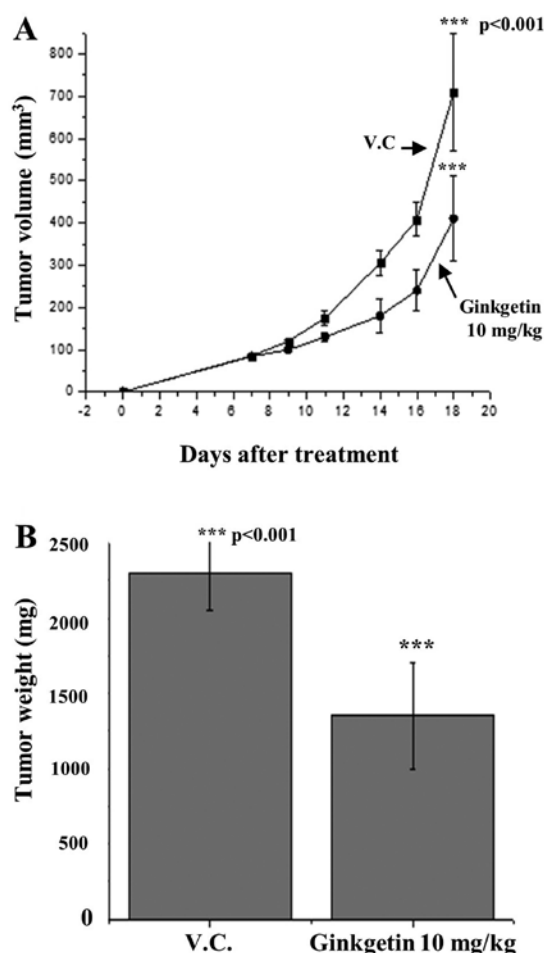 A
*** p<0.001
800
700
600
500
400
300
200
100
0
Tumor volume (mm³)
V.C
***
Ginkgetin
10 mg/kg
-2 0 2 4 6 8 10 12 14 16 18 20
Days after treatment
B
*** p<0.001
2500
2000
1500
1000
500
0
Tumor weight (mg)
***
V.C. Ginkgetin 10 mg/kg